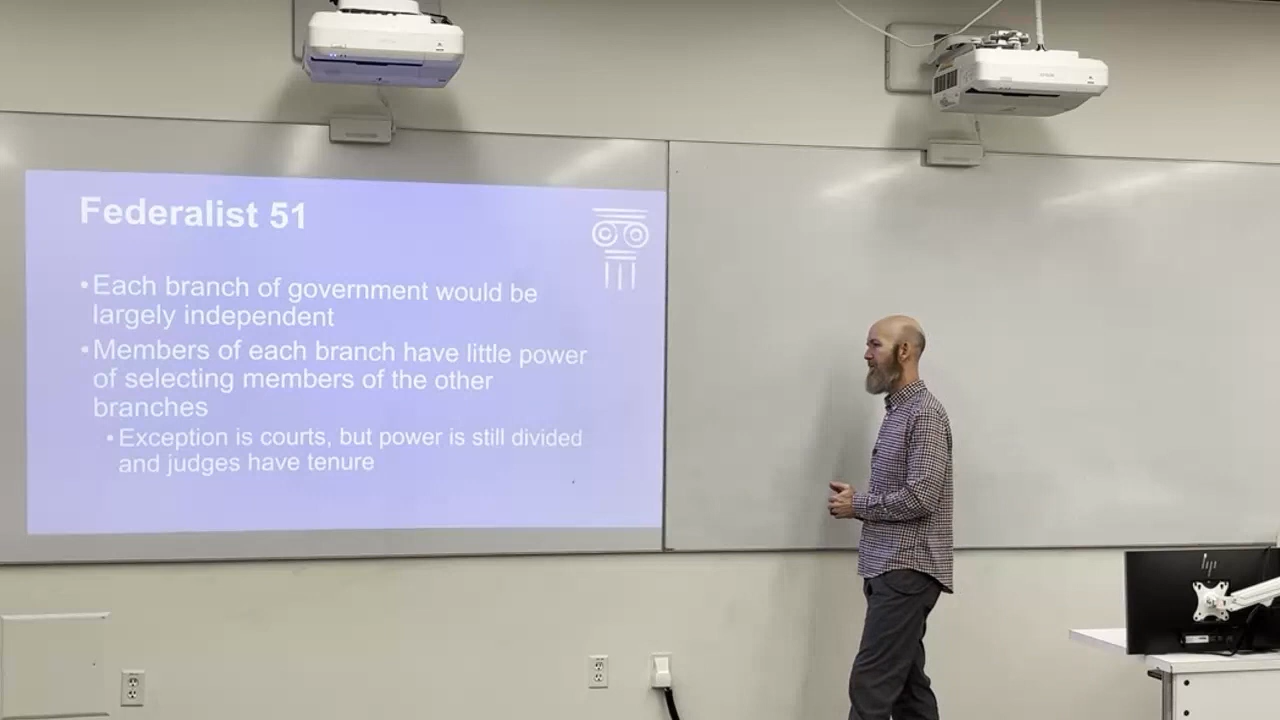 Federalist 51
•Each branch of government would be
largely independent
•Members of each branch have little power
of selecting members of the other
branches
•Exception is courts, but power is still divided
and judges have tenure
hp